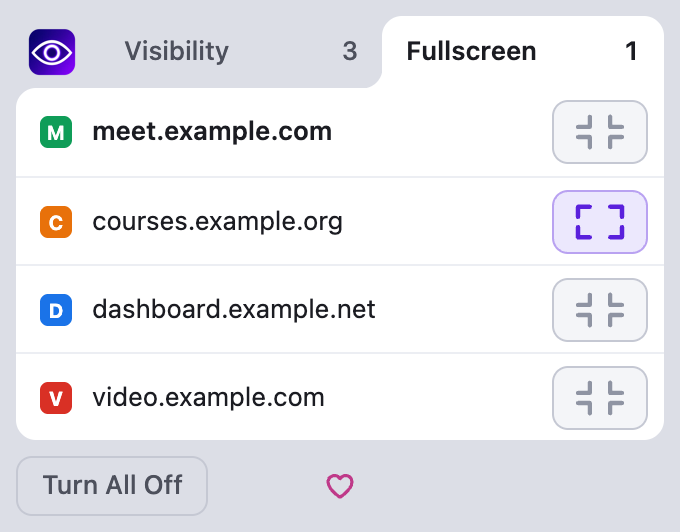 Visibility 3 Fullscreen 1
M meet.example.com
C courses.example.org
D dashboard.example.net
V video.example.com
Turn All Off